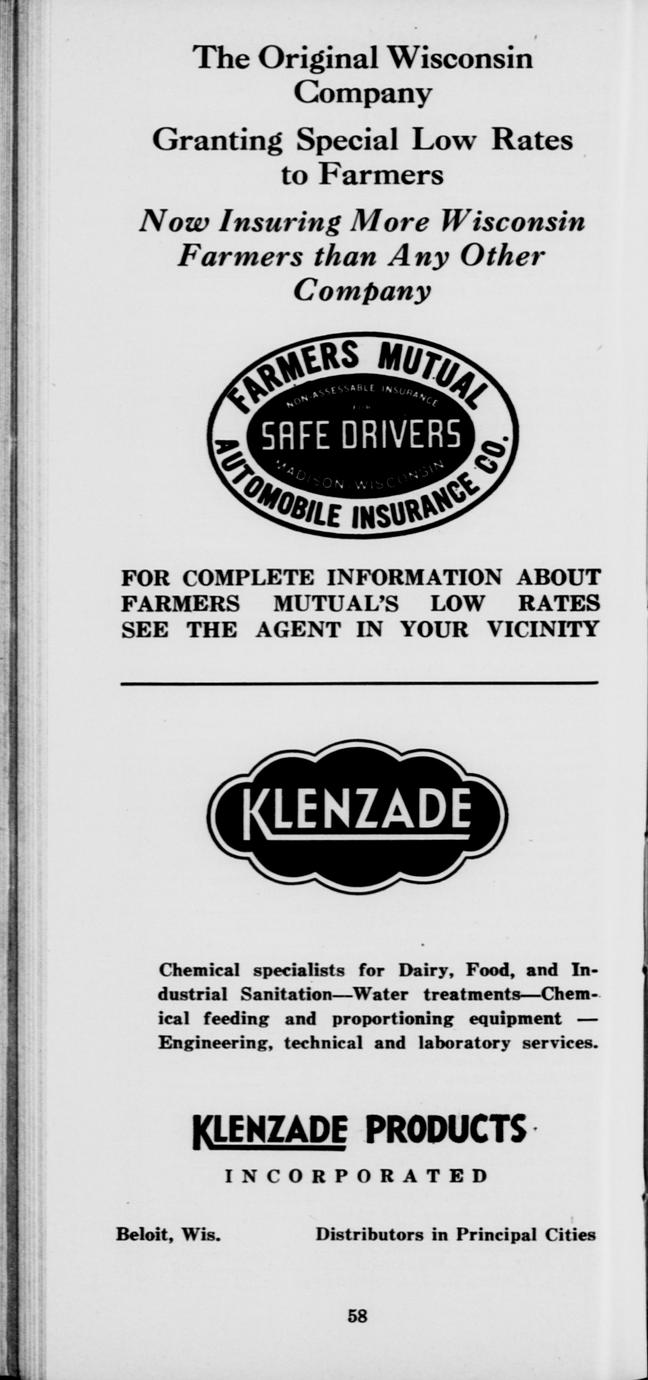 The Original Wisconsin
Company
Granting Special Low Rates
to Farmers
Now Insuring More Wisconsin
Farmers than Any Other
Company
FARMERS MUTUAL
NON-ASSESSABLE INSURANCE
FOR
SAFE DRIVERS
MADISON WISCONSIN
AUTOMOBILE INSURANCE CO.
FOR COMPLETE INFORMATION ABOUT
FARMERS MUTUAL'S LOW RATES
SEE THE AGENT IN YOUR VICINITY
KLENZADE
Chemical specialists for Dairy, Food, and In-
dustrial Sanitation—Water treatments—Chem-
ical feeding and proportioning equipment —
Engineering, technical and laboratory services.
KLENZADE PRODUCTS
INCORPORATED
Beloit, Wis. Distributors in Principal Cities
58